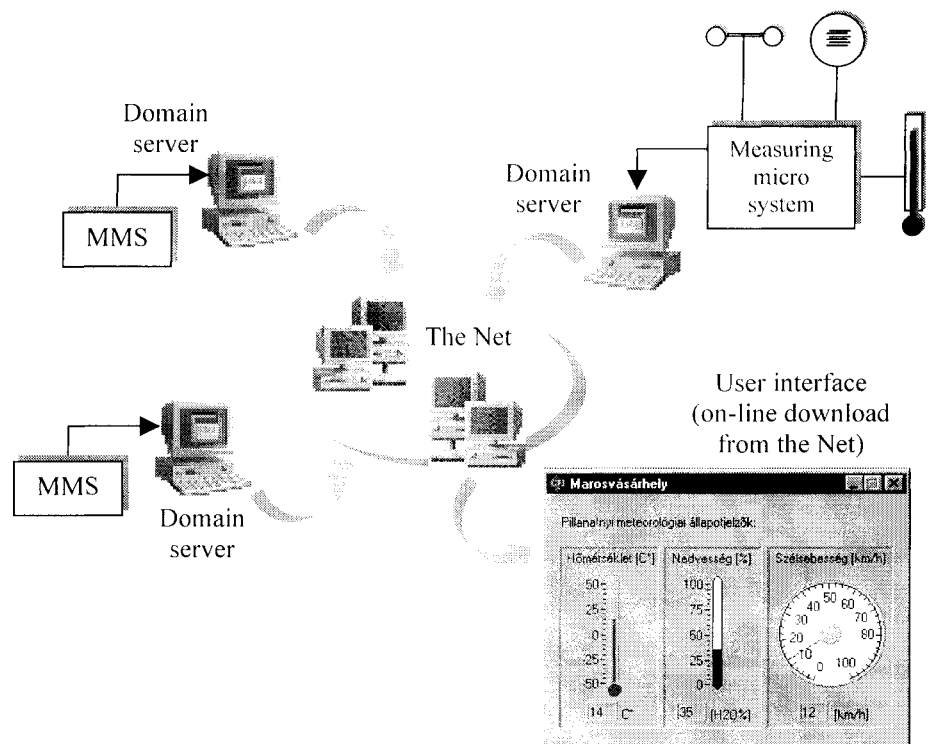 Domain
server
MMS
Domain
server
Measuring
micro
system
The Net
MMS
Domain
server
User interface
(on-line download
from the Net)
Marosvásárhely
Pillanatnyi meteorológiai állapotjelzők:
Hőmérséklet [C°]
50
25
0
-25
-50
14 C°
Nedvesség [%]
100
75
50
25
0
35 [H20%]
Szélsebesség [km/h]
0
10
20
30
40
50
60
70
80
100
12 [km/h]